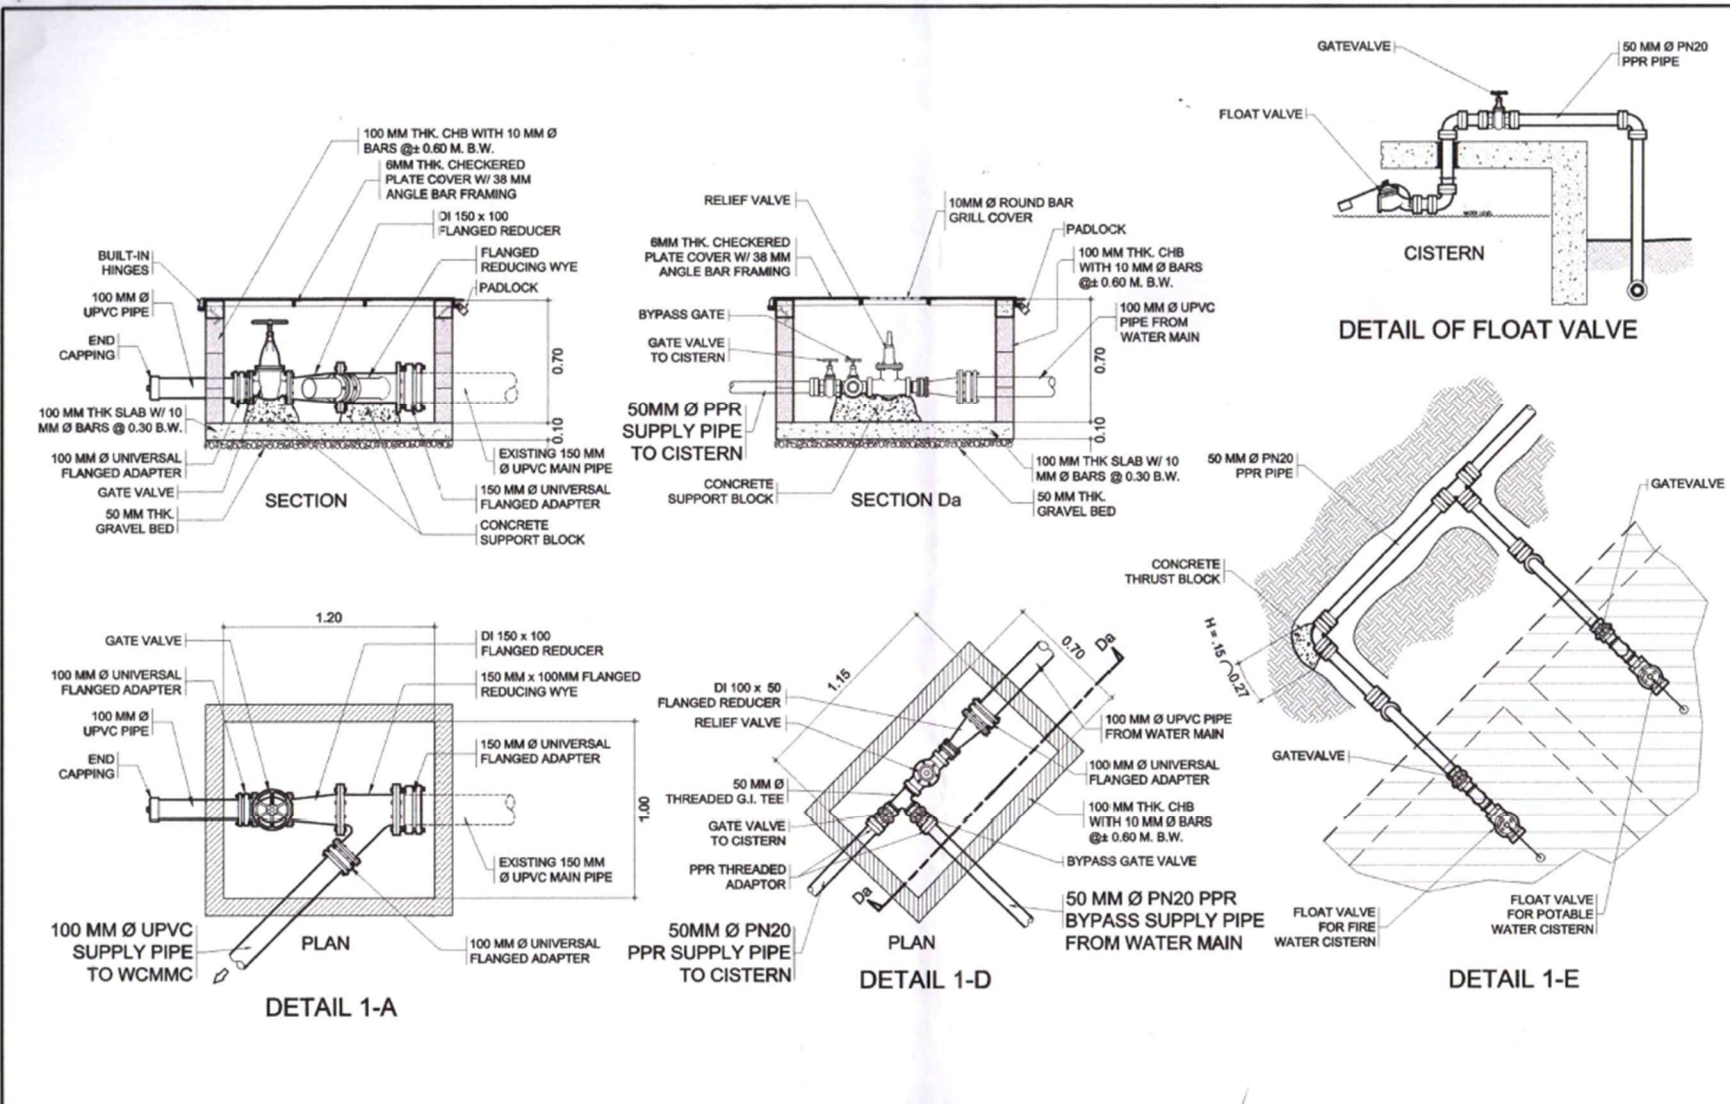 100 MM THK. CHB WITH 10 MM Ø
BARS @± 0.60 M. B.W.
6MM THK. CHECKERED
PLATE COVER W/ 38 MM
ANGLE BAR FRAMING
DI 150 x 100
FLANGED REDUCER
FLANGED
REDUCING WYE
PADLOCK
BUILT-IN
HINGES
100 MM Ø
UPVC PIPE
END
CAPPING
100 MM THK SLAB W/ 10
MM Ø BARS @ 0.30 B.W.
100 MM Ø UNIVERSAL
FLANGED ADAPTER
GATE VALVE
50 MM THK.
GRAVEL BED
0.70
0.10
EXISTING 150 MM
Ø UPVC MAIN PIPE
150 MM Ø UNIVERSAL
FLANGED ADAPTER
CONCRETE
SUPPORT BLOCK
SECTION
RELIEF VALVE
10MM Ø ROUND BAR
GRILL COVER
PADLOCK
6MM THK. CHECKERED
PLATE COVER W/ 38 MM
ANGLE BAR FRAMING
100 MM THK. CHB
WITH 10 MM Ø BARS
@± 0.60 M. B.W.
BYPASS GATE
GATE VALVE
TO CISTERN
100 MM Ø UPVC
PIPE FROM
WATER MAIN
50MM Ø PPR
SUPPLY PIPE
TO CISTERN
0.70
0.10
CONCRETE
SUPPORT BLOCK
100 MM THK SLAB W/ 10
MM Ø BARS @ 0.30 B.W.
50 MM THK.
GRAVEL BED
SECTION Da
GATEVALVE
50 MM Ø PN20
PPR PIPE
FLOAT VALVE
CISTERN
DETAIL OF FLOAT VALVE
1.20
GATE VALVE
DI 150 x 100
FLANGED REDUCER
100 MM Ø UNIVERSAL
FLANGED ADAPTER
150 MM x 100MM FLANGED
REDUCING WYE
100 MM Ø
UPVC PIPE
END
CAPPING
150 MM Ø UNIVERSAL
FLANGED ADAPTER
1.00
EXISTING 150 MM
Ø UPVC MAIN PIPE
100 MM Ø UPVC
SUPPLY PIPE
TO WCMMC
100 MM Ø UNIVERSAL
FLANGED ADAPTER
PLAN
DETAIL 1-A
1.15
0.70
Da
DI 100 x 50
FLANGED REDUCER
RELIEF VALVE
100 MM Ø UPVC PIPE
FROM WATER MAIN
100 MM Ø UNIVERSAL
FLANGED ADAPTER
50 MM Ø
THREADED G.I. TEE
GATE VALVE
TO CISTERN
100 MM THK. CHB
WITH 10 MM Ø BARS
@± 0.60 M. B.W.
BYPASS GATE VALVE
PPR THREADED
ADAPTOR
Da
50MM Ø PN20
PPR SUPPLY PIPE
TO CISTERN
50 MM Ø PN20 PPR
BYPASS SUPPLY PIPE
FROM WATER MAIN
PLAN
DETAIL 1-D
50 MM Ø PN20
PPR PIPE
GATEVALVE
CONCRETE
THRUST BLOCK
H = .15
0.27
GATEVALVE
FLOAT VALVE
FOR FIRE
WATER CISTERN
FLOAT VALVE
FOR POTABLE
WATER CISTERN
DETAIL 1-E